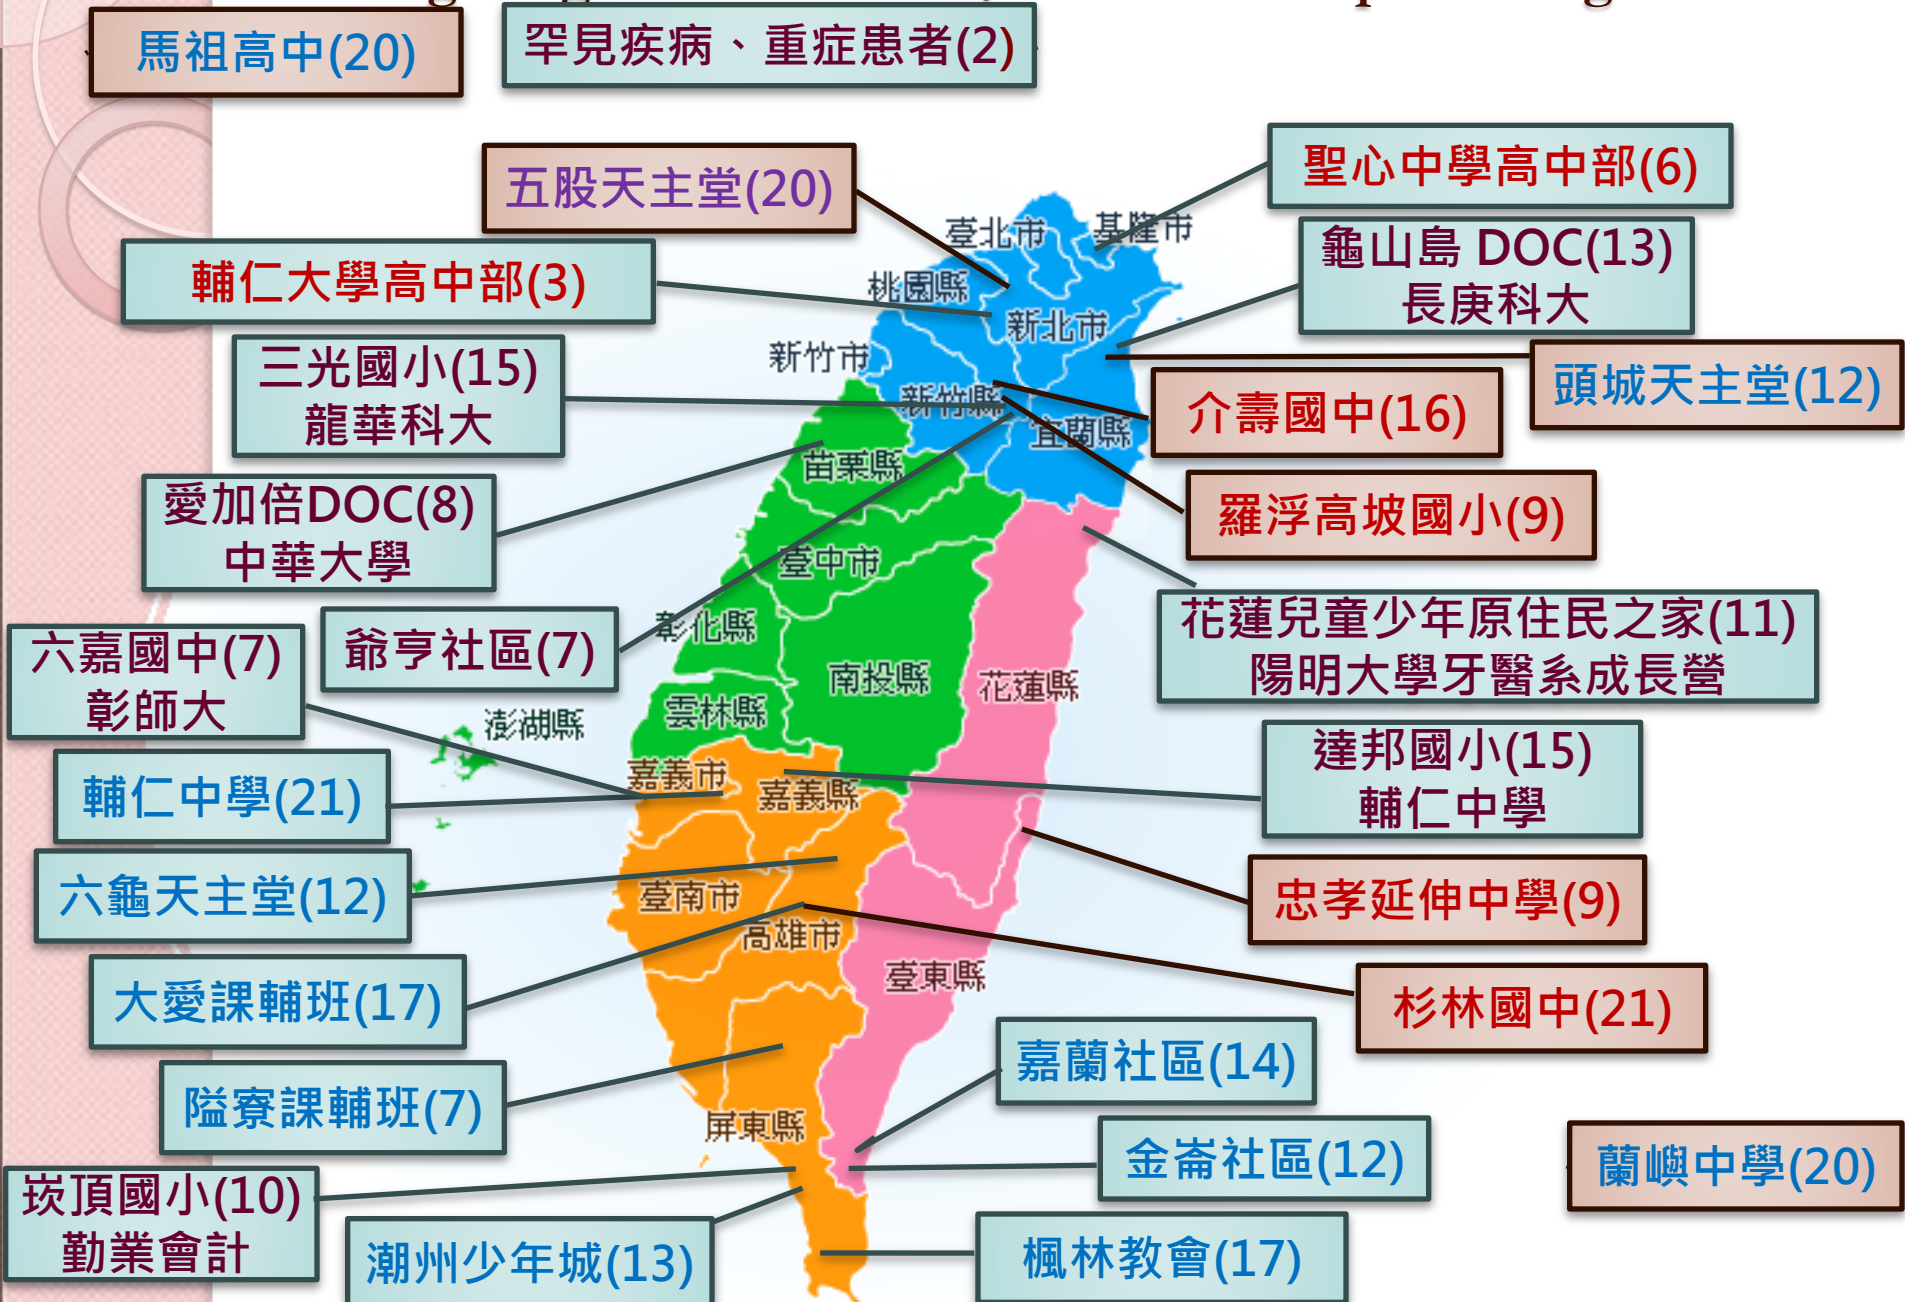 馬祖高中(20)
罕見疾病、重症患者(2)
五股天主堂(20)
聖心中學高中部(6)
輔仁大學高中部(3)
龜山島 DOC(13)
長庚科大
三光國小(15)
龍華科大
頭城天主堂(12)
介壽國中(16)
愛加倍DOC(8)
中華大學
羅浮高坡國小(9)
六嘉國中(7)
彰師大
爺亨社區(7)
花蓮兒童少年原住民之家(11)
陽明大學牙醫系成長營
輔仁中學(21)
達邦國小(15)
輔仁中學
六龜天主堂(12)
忠孝延伸中學(9)
大愛課輔班(17)
杉林國中(21)
隘寮課輔班(7)
嘉蘭社區(14)
崁頂國小(10)
勤業會計
金崙社區(12)
蘭嶼中學(20)
潮州少年城(13)
楓林教會(17)
臺北市
基隆市
桃園縣
新北市
新竹市
新竹縣
宜蘭縣
苗栗縣
臺中市
彰化縣
南投縣
花蓮縣
雲林縣
澎湖縣
嘉義市
嘉義縣
臺南市
高雄市
臺東縣
屏東縣